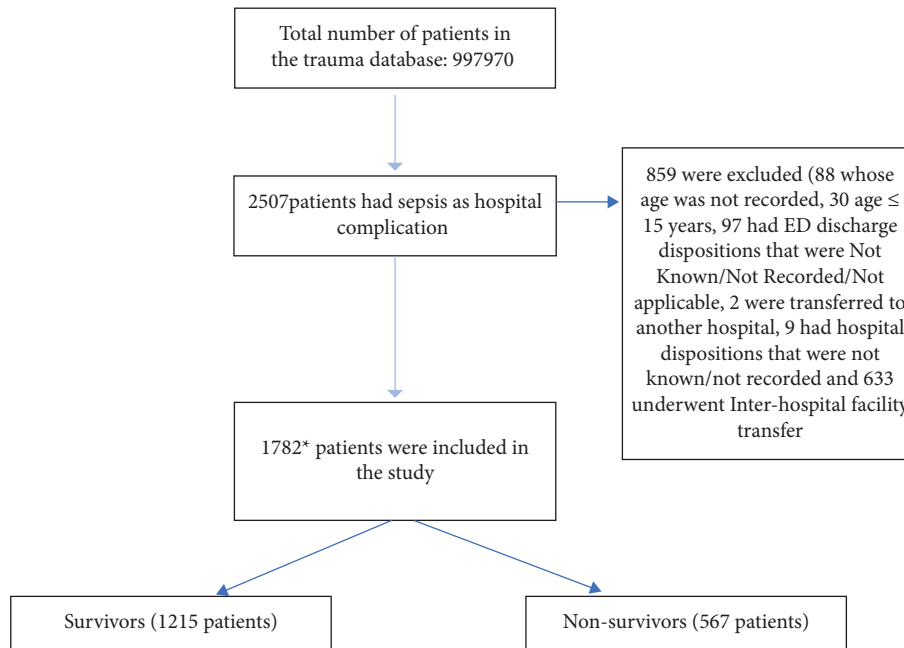 Total number of patients in
the trauma database: 997970
2507patients had sepsis as hospital
complication
859 were excluded (88 whose
age was not recorded, 30 age ≤
15 years, 97 had ED discharge
dispositions that were Not
Known/Not Recorded/Not
applicable, 2 were transferred to
another hospital, 9 had hospital
dispositions that were not
known/not recorded and 633
underwent Inter-hospital facility
transfer
1782* patients were included in
the study
Survivors (1215 patients)
Non-survivors (567 patients)